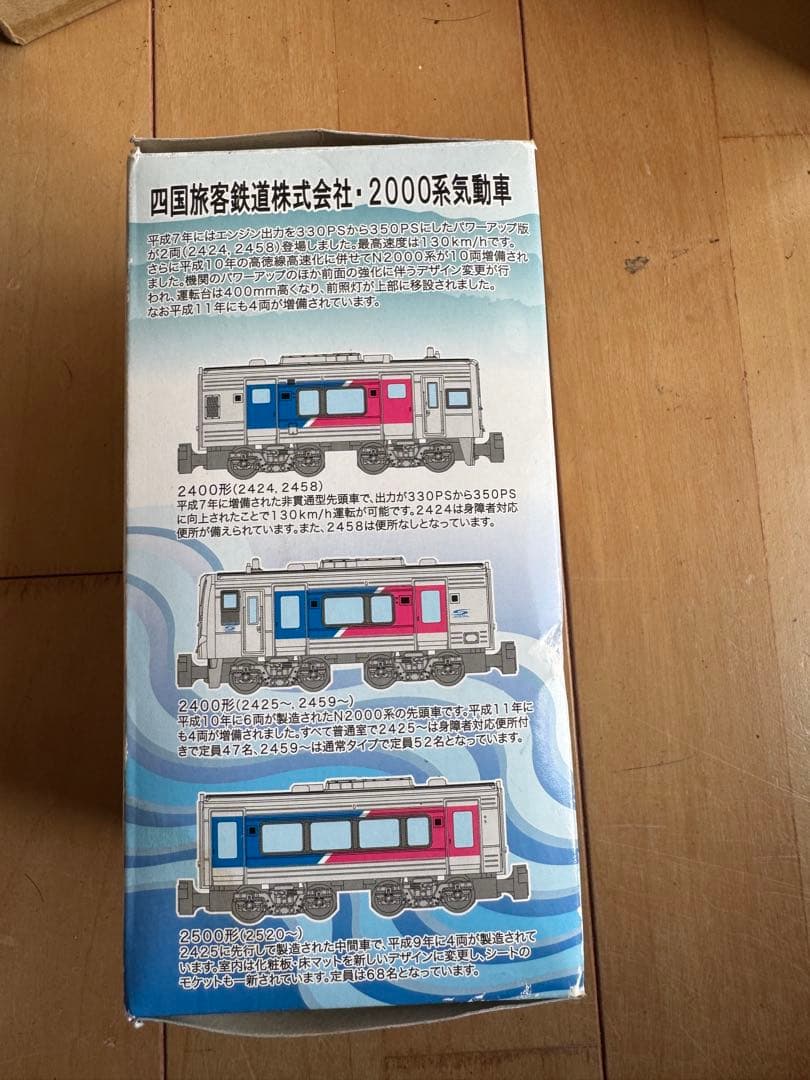 四国旅客鉄道株式会社・2000系気動車
平成7年にはエンジン出力を330PSから350PSにしたパワーアップ版
が2両(2424, 2458)登場しました。最高速度は130km/hです。
さらに平成10年の高徳線高速化に併せてN2000系が10両増備され
ました。機関のパワーアップのほか前面の強化に伴うデザイン変更が行
われ、運転台は400mm高くなり、前照灯が上部に移設されました。
なお平成11年にも4両が増備されています。
2400形(2424, 2458)
平成7年に増備された非貫通型先頭車で、出力が330PSから350PS
に向上されたことで130km/h運転が可能です。2424は身障者対応
便所が備えられています。また、2458は便所なしとなっています。
2400形(2425〜, 2459〜)
平成10年に6両が製造されたN2000系の先頭車です。平成11年に
も4両が増備されました。すべて普通室で2425〜は身障者対応便所付
きで定員47名、2459〜は通常タイプで定員52名となっています。
2500形(2520〜)
2425に先行して製造された中間車で、平成9年に4両が製造されて
います。室内は化粧板・床マットを新しいデザインに変更し、シートの
モケットも一新されています。定員は68名となっています。